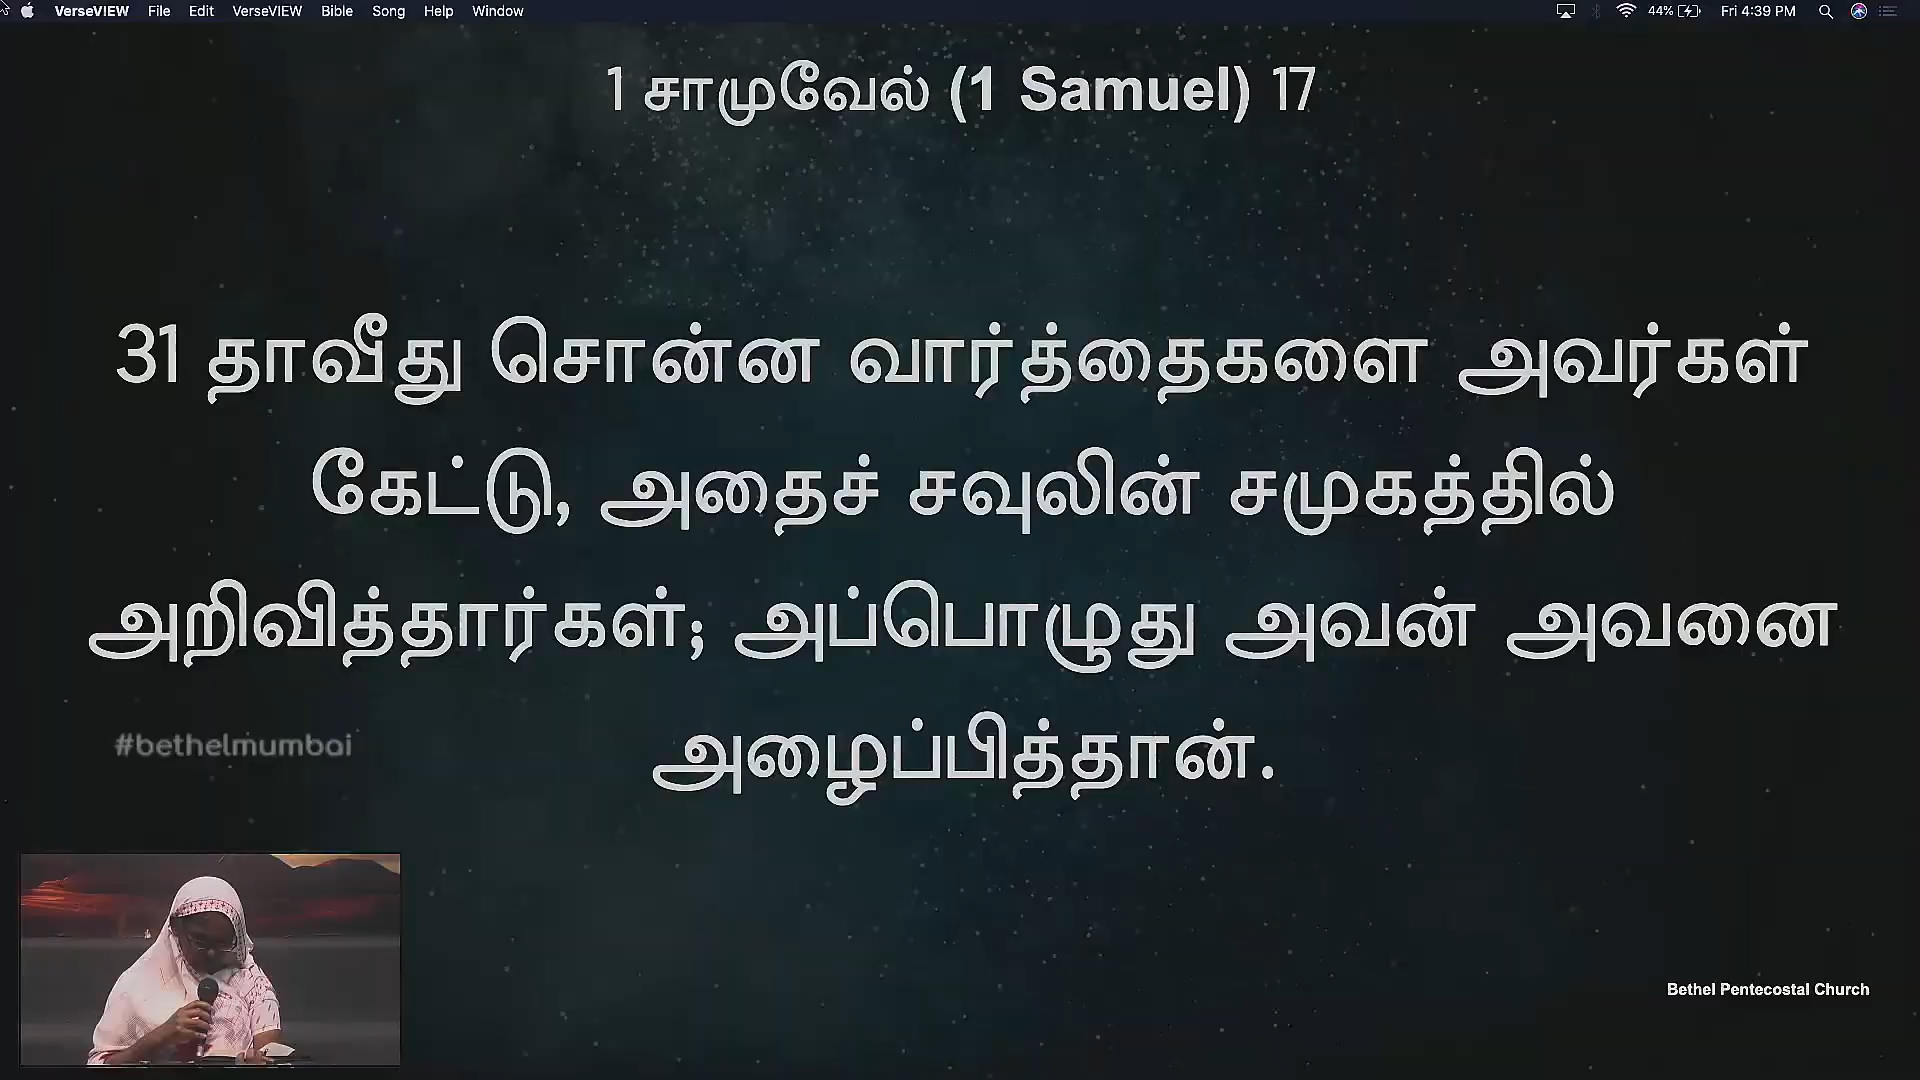 VerseVIEW File Edit VerseVIEW Bible Song Help Window 44% Fri 4:39 PM
1 சாமுவேல் (1 Samuel) 17
31 தாவீது சொன்ன வார்த்தைகளை அவர்கள்
கேட்டு, அதைச் சவுலின் சமுகத்தில்
அறிவித்தார்கள்; அப்பொழுது அவன் அவனை
அழைப்பித்தான்.
#bethelmumbai
Bethel Pentecostal Church